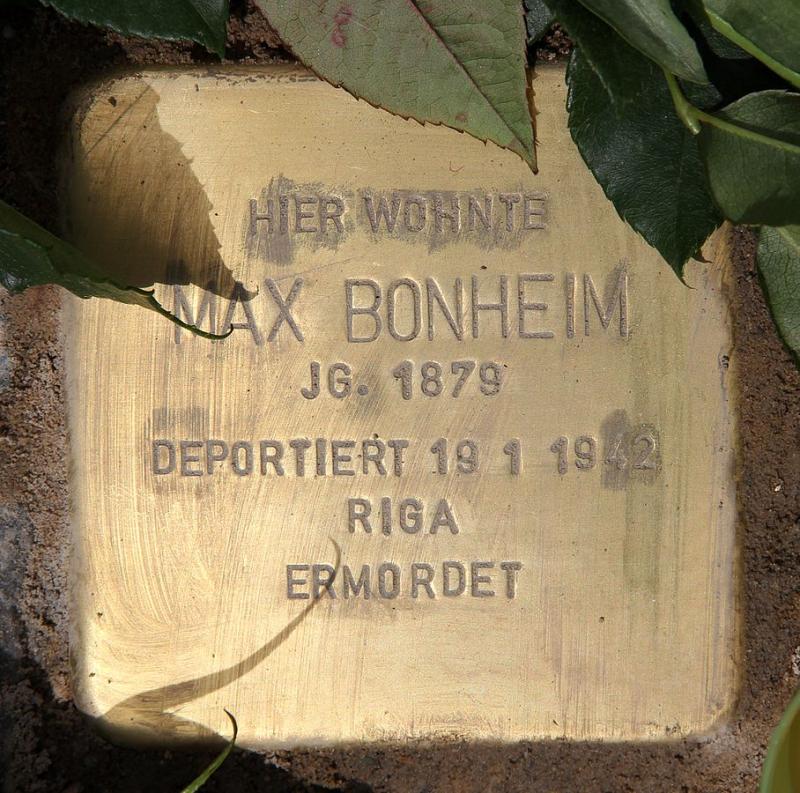 HIER WOHNTE
MAX BONHEIM
JG. 1879
DEPORTIERT 19 1 1942
RIGA
ERMORDET